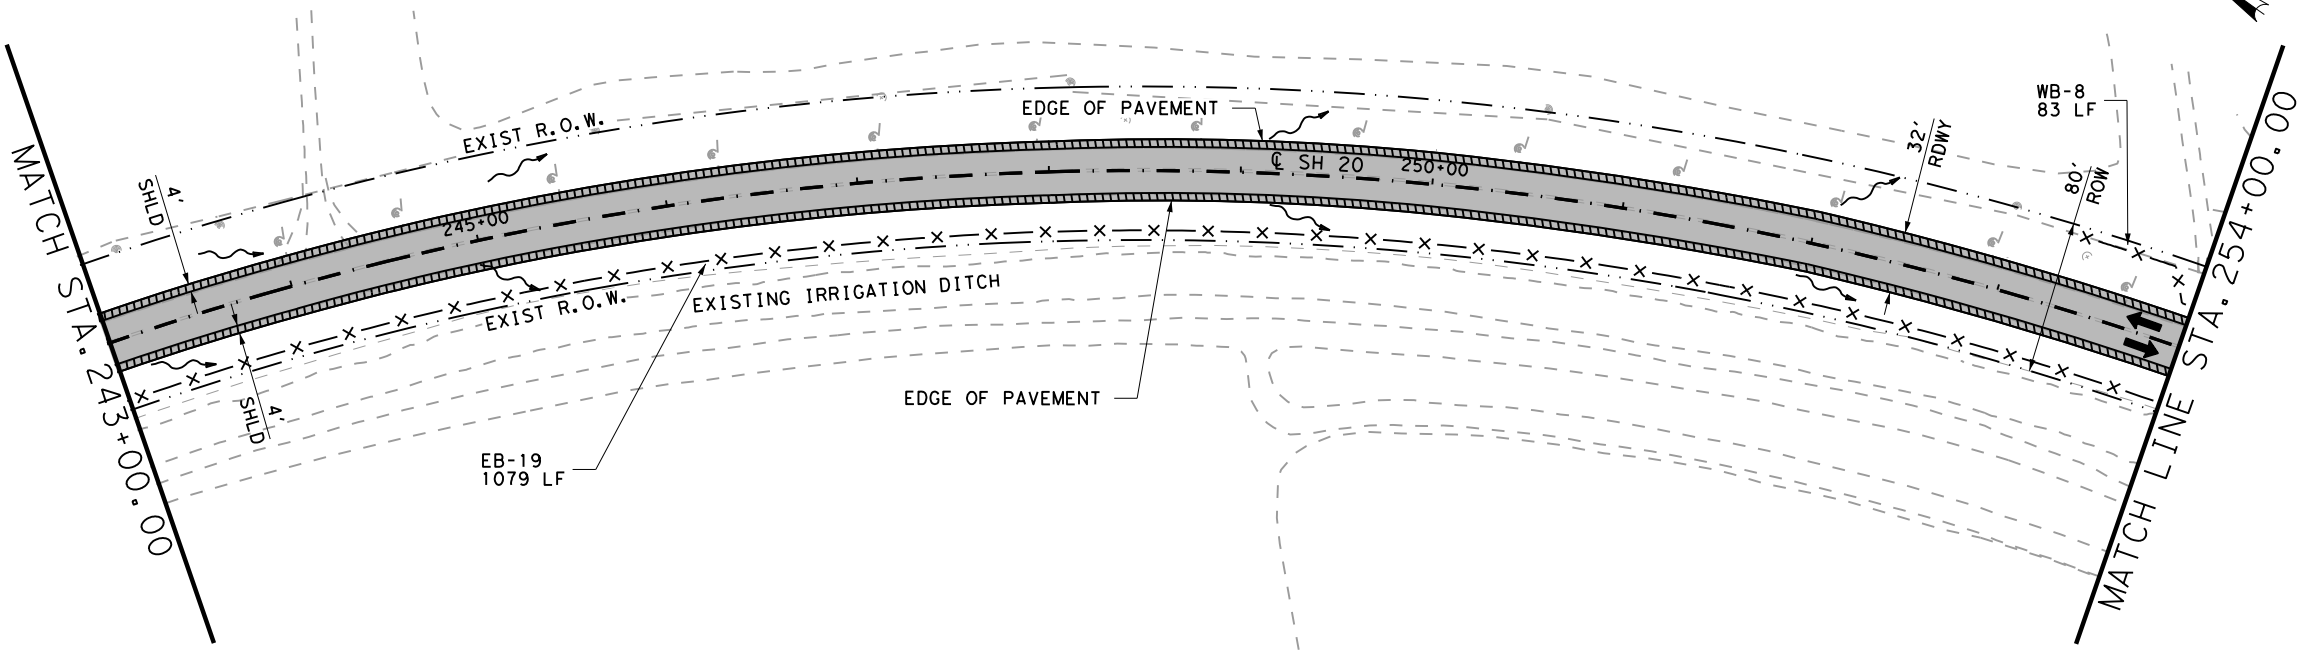 MATCH STA. 243+00.00
4'
SHLD
EXIST R.O.W.
245+00
EDGE OF PAVEMENT
℄ SH 20
250+00
32'
RDWY
WB-8
83 LF
80'
ROW
MATCH LINE STA. 254+00.00
4'
SHLD
EXIST R.O.W.
EXISTING IRRIGATION DITCH
EDGE OF PAVEMENT
EB-19
1079 LF